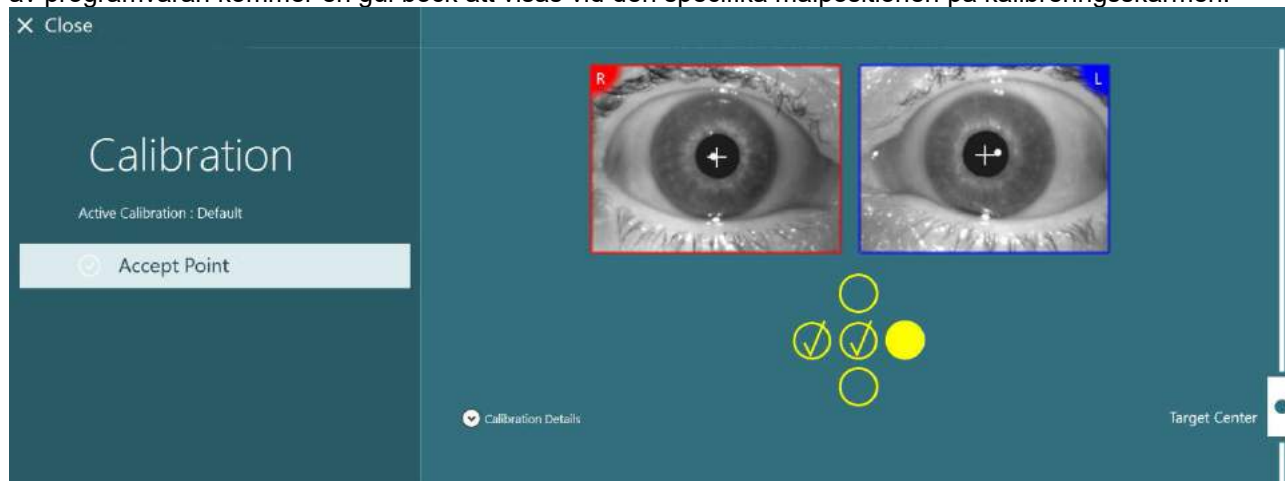 av programvaran kommer en gul bock att visas vid den specifika målpositionen på kalibreringsskärmen.
X Close
R
L
Calibration
Active Calibration : Default
Accept Point
Calibration Details
Target Center